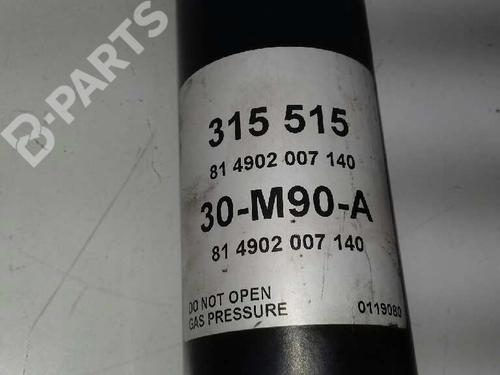 B-PARTS
315 515
81 4902 007 140
30-M90-A
81 4902 007 140
DO NOT OPEN
GAS PRESSURE 0119080